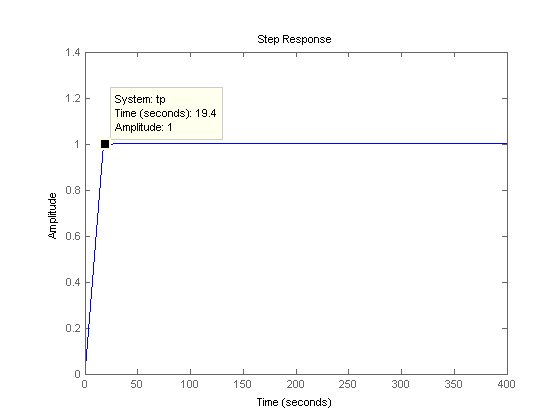 Step Response
1.4
1.2
1
0.8
0.6
0.4
0.2
0
System: tp
Time (seconds): 19.4
Amplitude: 1
Amplitude
0 50 100 150 200 250 300 350 400
Time (seconds)